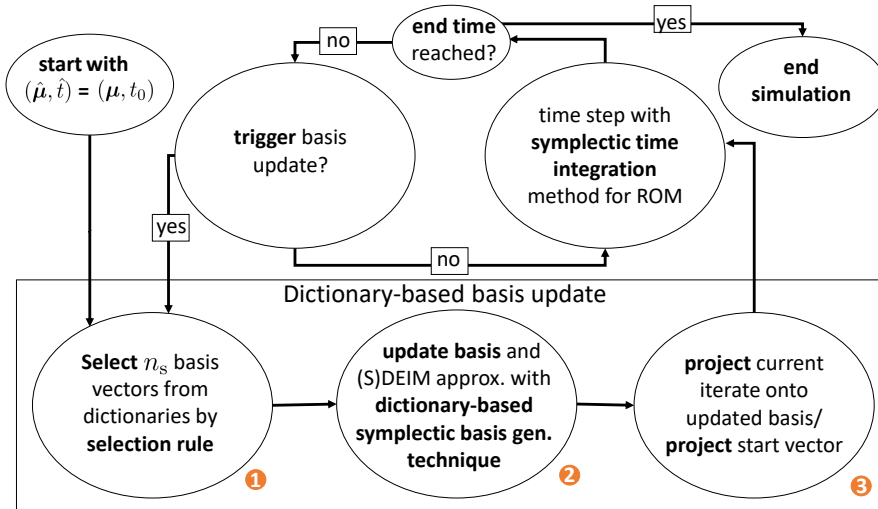 start with
(μ̂, t̂) = (μ, t₀)
no
end time
reached?
yes
end
simulation
trigger basis
update?
time step with
symplectic time
integration
method for ROM
yes
no
Dictionary-based basis update
Select nₛ basis
vectors from
dictionaries by
selection rule
1
update basis and
(S)DEIM approx. with
dictionary-based
symplectic basis gen.
technique
2
project current
iterate onto
updated basis/
project start vector
3